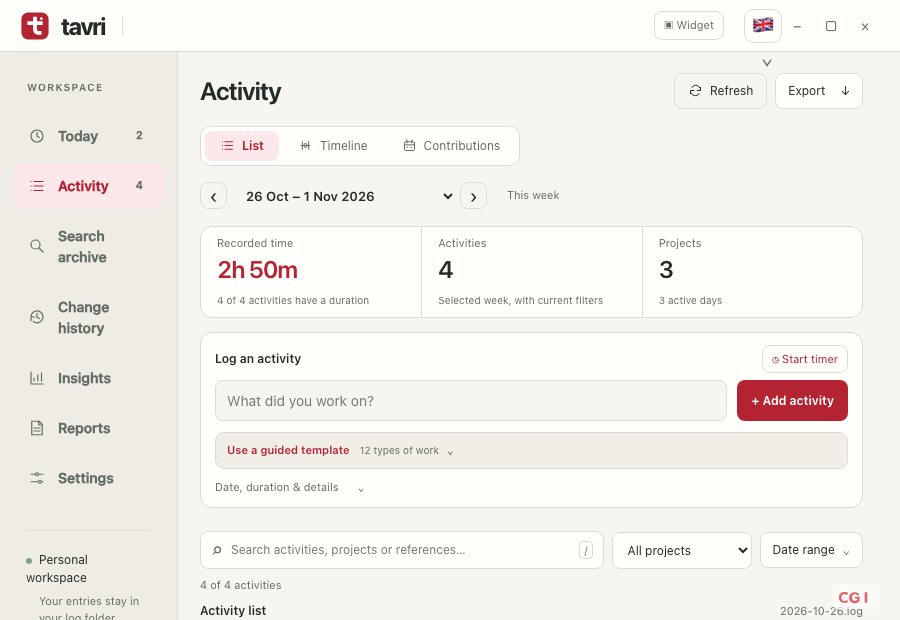 tavri
Widget
WORKSPACE
Today 2
Activity 4
Search
archive
Change
history
Insights
Reports
Settings
Personal
workspace
Your entries stay in
your log folder
Activity
Refresh
Export
List
Timeline
Contributions
26 Oct – 1 Nov 2026
This week
Recorded time
2h 50m
4 of 4 activities have a duration
Activities
4
Selected week, with current filters
Projects
3
3 active days
Log an activity
Start timer
What did you work on?
+ Add activity
Use a guided template 12 types of work
Date, duration & details
Search activities, projects or references... /
All projects
Date range
4 of 4 activities
Activity list
2026-10-26.log
CGI